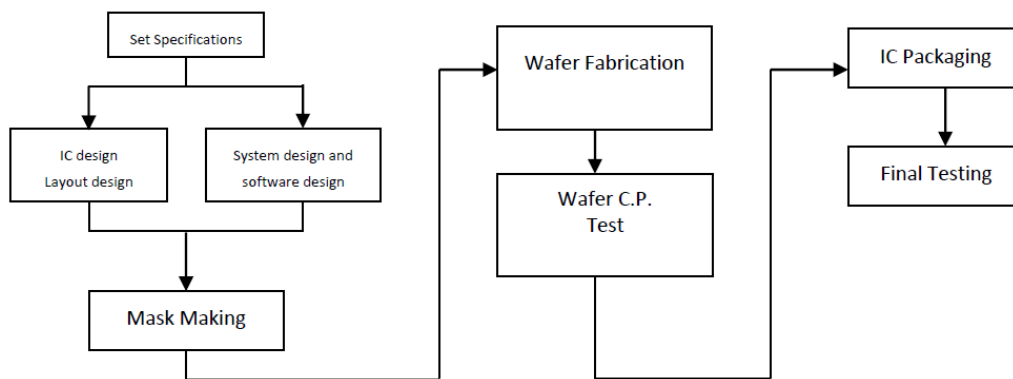 Set Specifications
IC design
Layout design
System design and
software design
Mask Making
Wafer Fabrication
Wafer C.P.
Test
IC Packaging
Final Testing